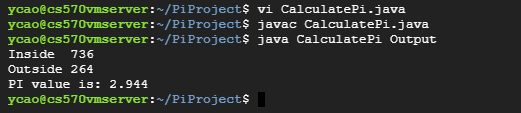 ycao@cs570vmserver:~/PiProject$ vi CalculatePi.java
ycao@cs570vmserver:~/PiProject$ javac CalculatePi.java
ycao@cs570vmserver:~/PiProject$ java CalculatePi Output
Inside  736
Outside 264
PI value is: 2.944
ycao@cs570vmserver:~/PiProject$